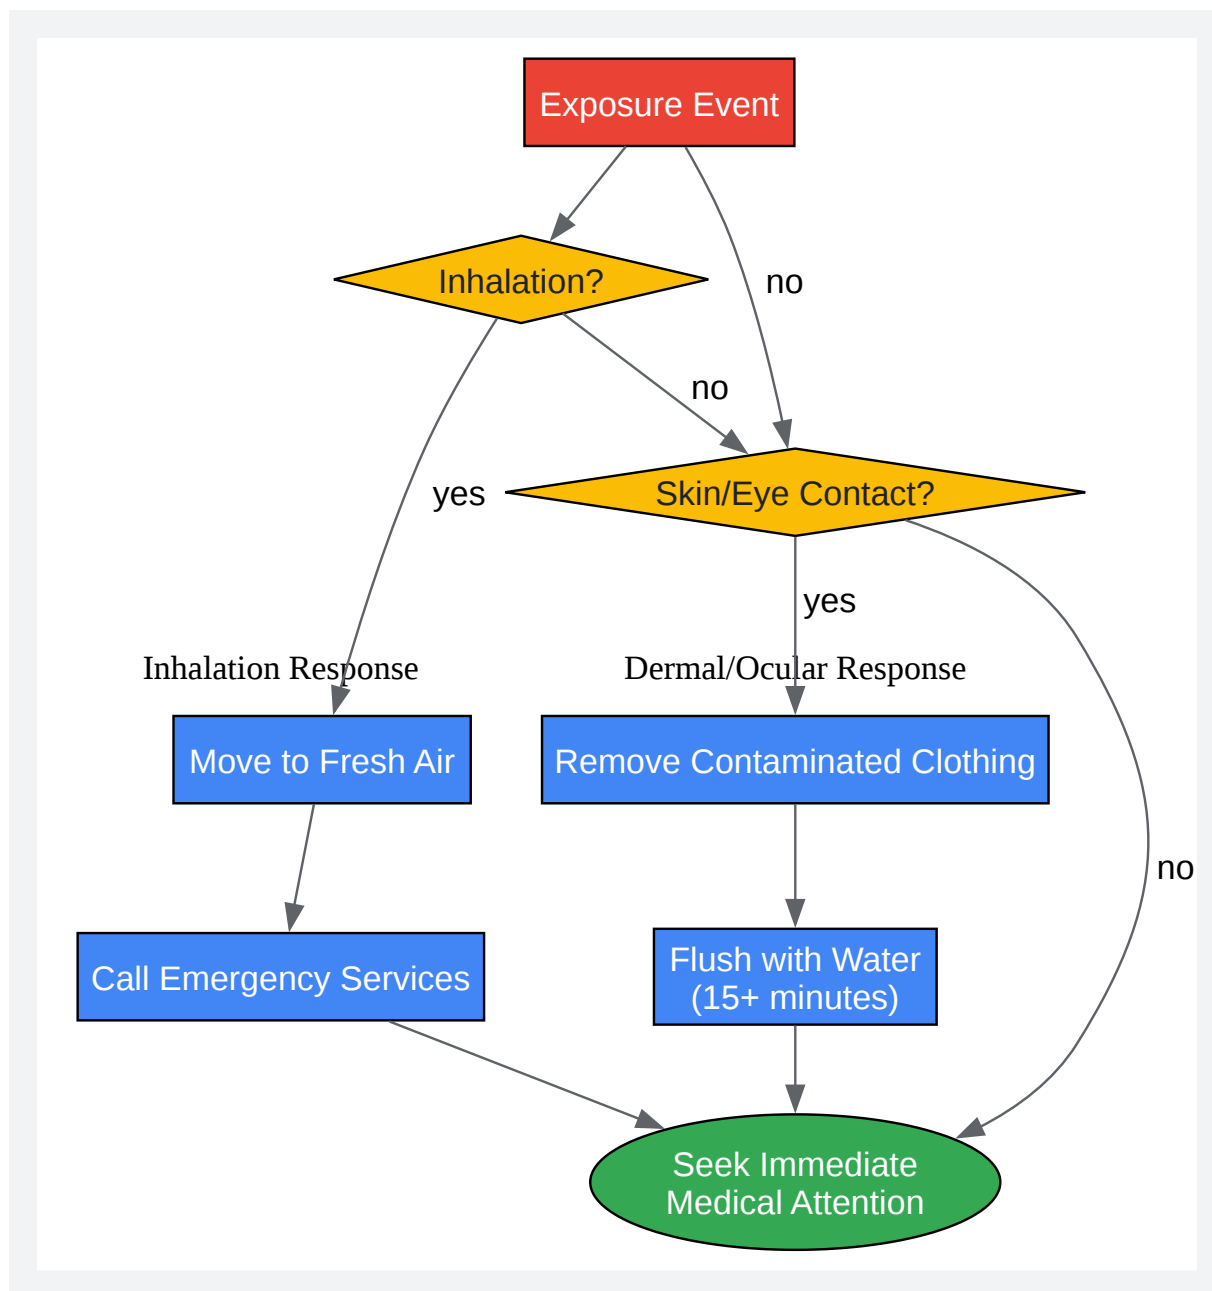 Exposure Event
Inhalation?
no
no
yes
Skin/Eye Contact?
yes
Inhalation Response
Dermal/Ocular Response
Move to Fresh Air
Remove Contaminated Clothing
no
Call Emergency Services
Flush with Water
(15+ minutes)
Seek Immediate
Medical Attention